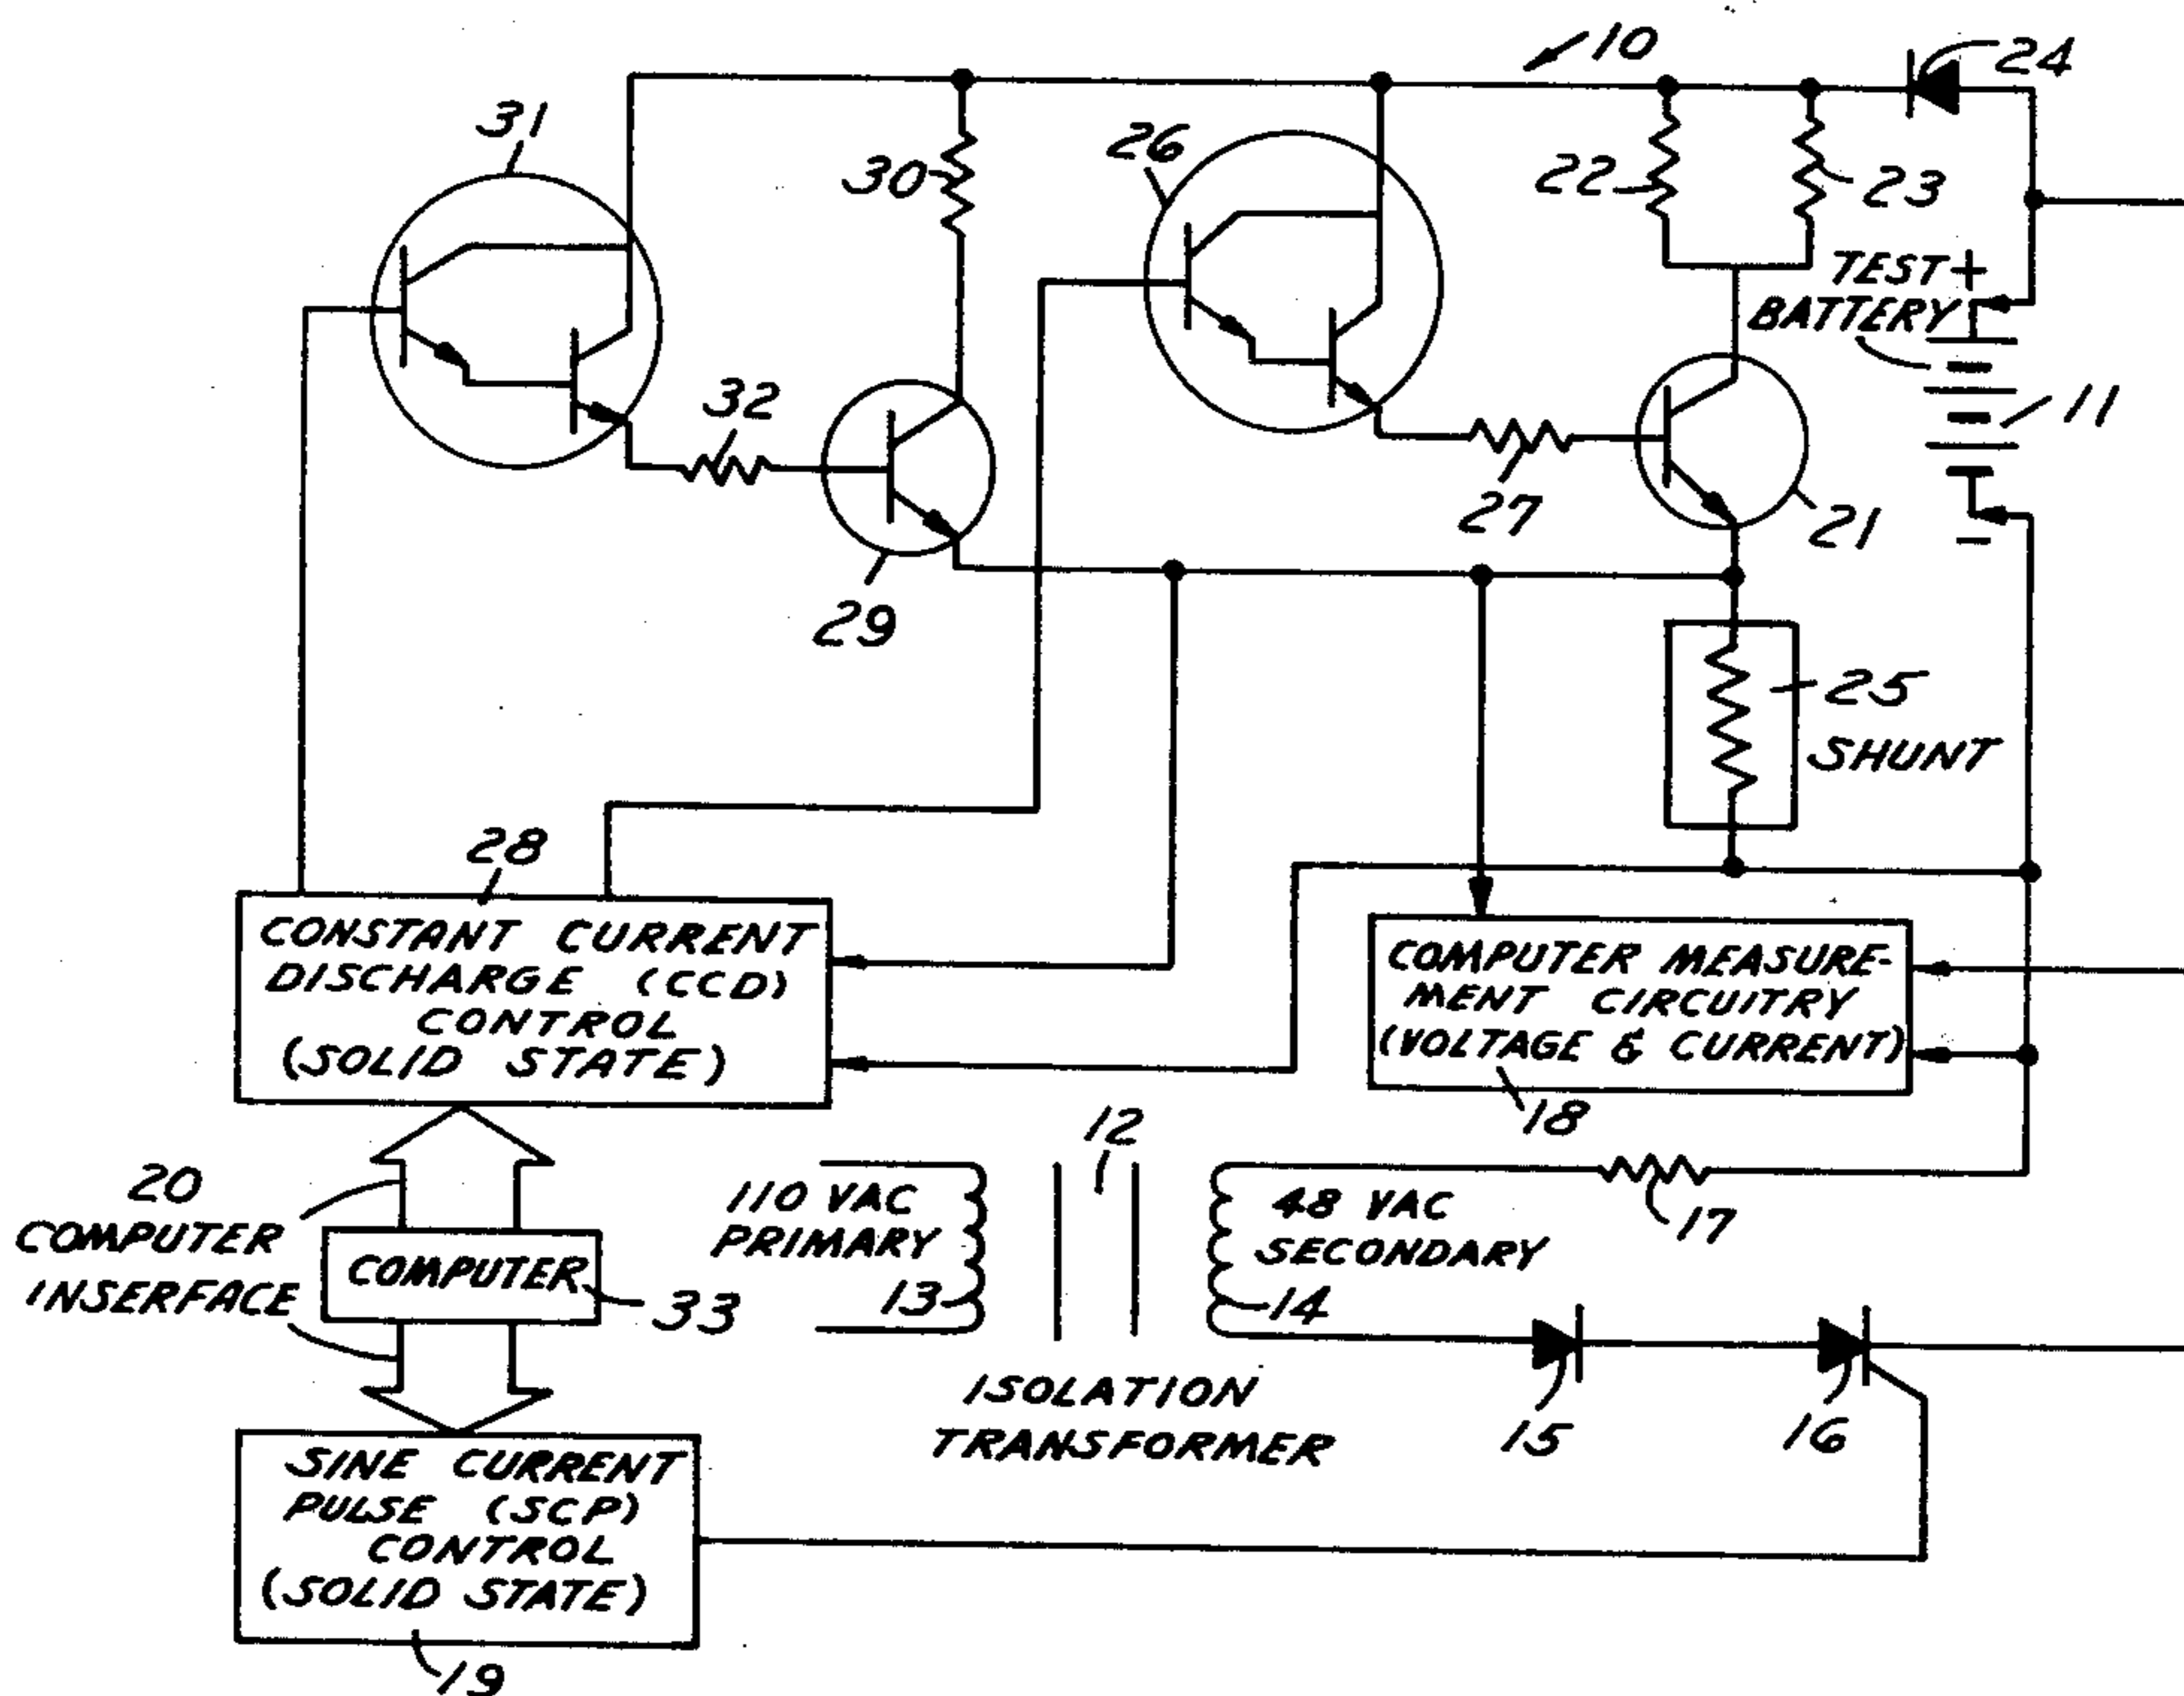 10
24
31
26
30
22
23
TEST +
BATTERY
32
11
27
21
29
25
SHUNT
28
CONSTANT CURRENT
DISCHARGE (CCD)
CONTROL
(SOLID STATE)
COMPUTER MEASURE-
MENT CIRCUITRY
(VOLTAGE & CURRENT)
18
12
20
COMPUTER
INSERFACE
COMPUTER
33
110 VAC
PRIMARY
13
48 VAC
SECONDARY
14
17
ISOLATION
TRANSFORMER
15
16
SINE CURRENT
PULSE (SCP)
CONTROL
(SOLID STATE)
19